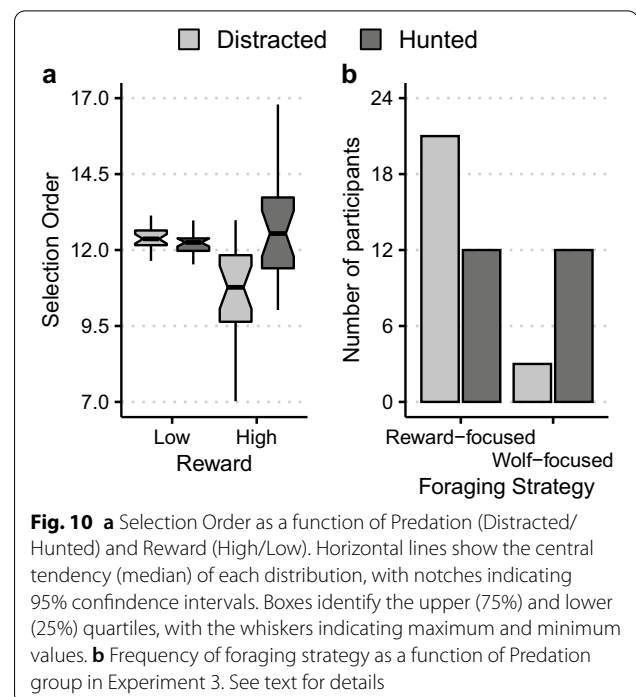 Distracted Hunted
a b
17.0
14.5
12.0
9.5
7.0
Selection Order
Low High
Reward
24
18
12
6
0
Number of participants
Reward–focused
Wolf–focused
Foraging Strategy
Fig. 10 a Selection Order as a function of Predation (Distracted/
Hunted) and Reward (High/Low). Horizontal lines show the central
tendency (median) of each distribution, with notches indicating
95% confindence intervals. Boxes identify the upper (75%) and lower
(25%) quartiles, with the whiskers indicating maximum and minimum
values. b Frequency of foraging strategy as a function of Predation
group in Experiment 3. See text for details